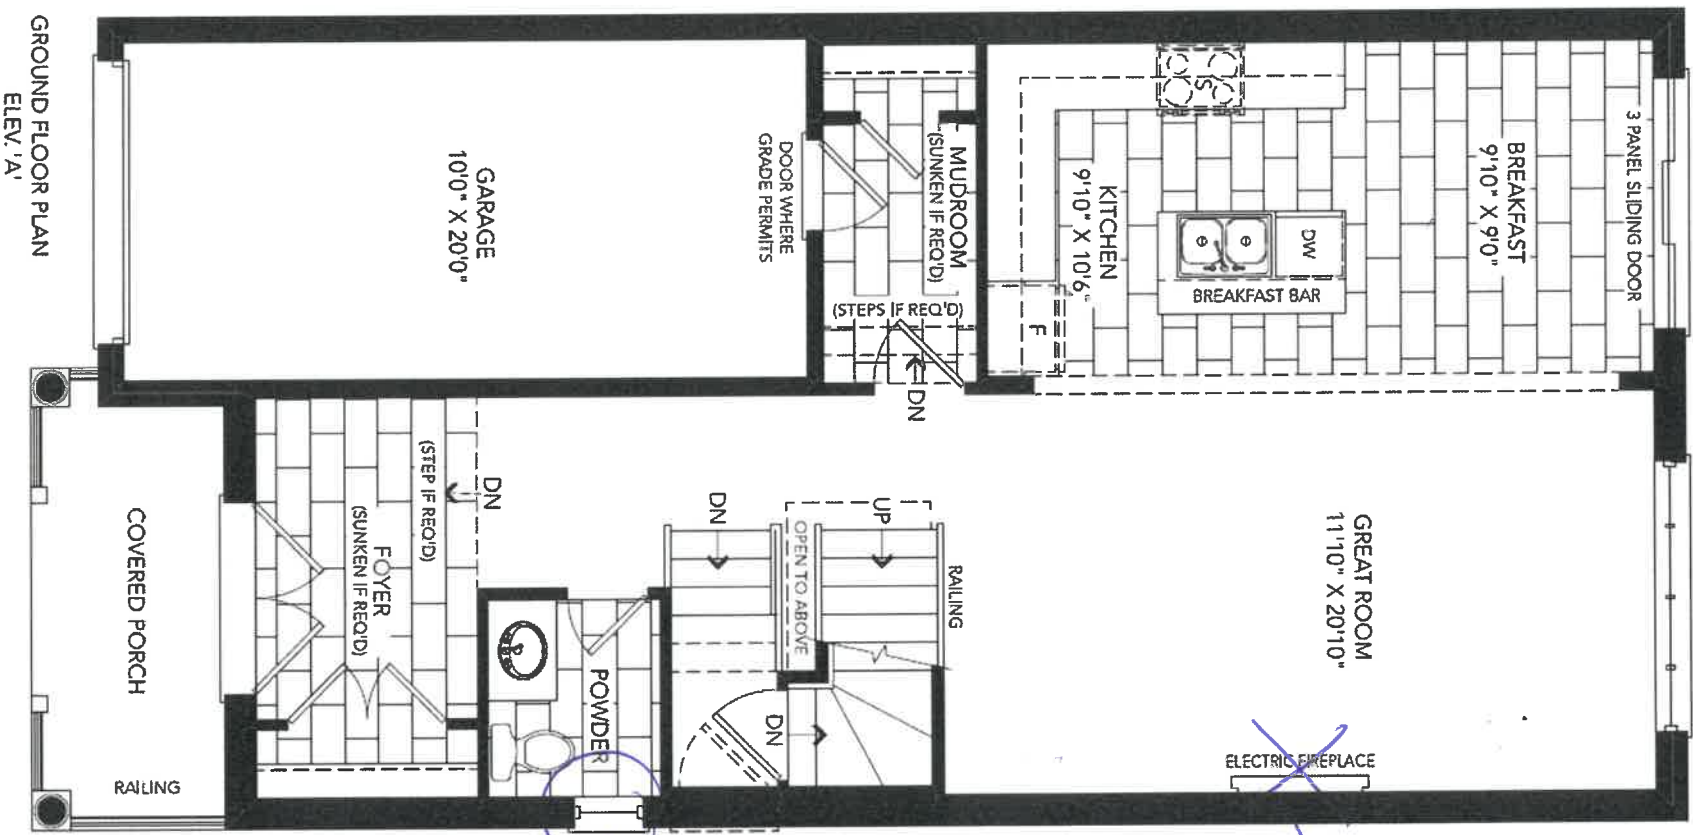 3 PANEL SLIDING DOOR
BREAKFAST
9'10" X 9'0"
S
DW
BREAKFAST BAR
KITCHEN
9'10" X 10'6"
F
MUDROOM
(SUNKEN IF REQ'D)
(STEPS IF REQ'D)
DN
DOOR WHERE
GRADE PERMITS
GARAGE
10'0" X 20'0"
GREAT ROOM
11'10" X 20'10"
ELECTRIC FIREPLACE
RAILING
UP
OPEN TO ABOVE
DN
DN
POWDER
DN
(STEP IF REQ'D)
FOYER
(SUNKEN IF REQ'D)
COVERED PORCH
RAILING
GROUND FLOOR PLAN
ELEV. 'A'